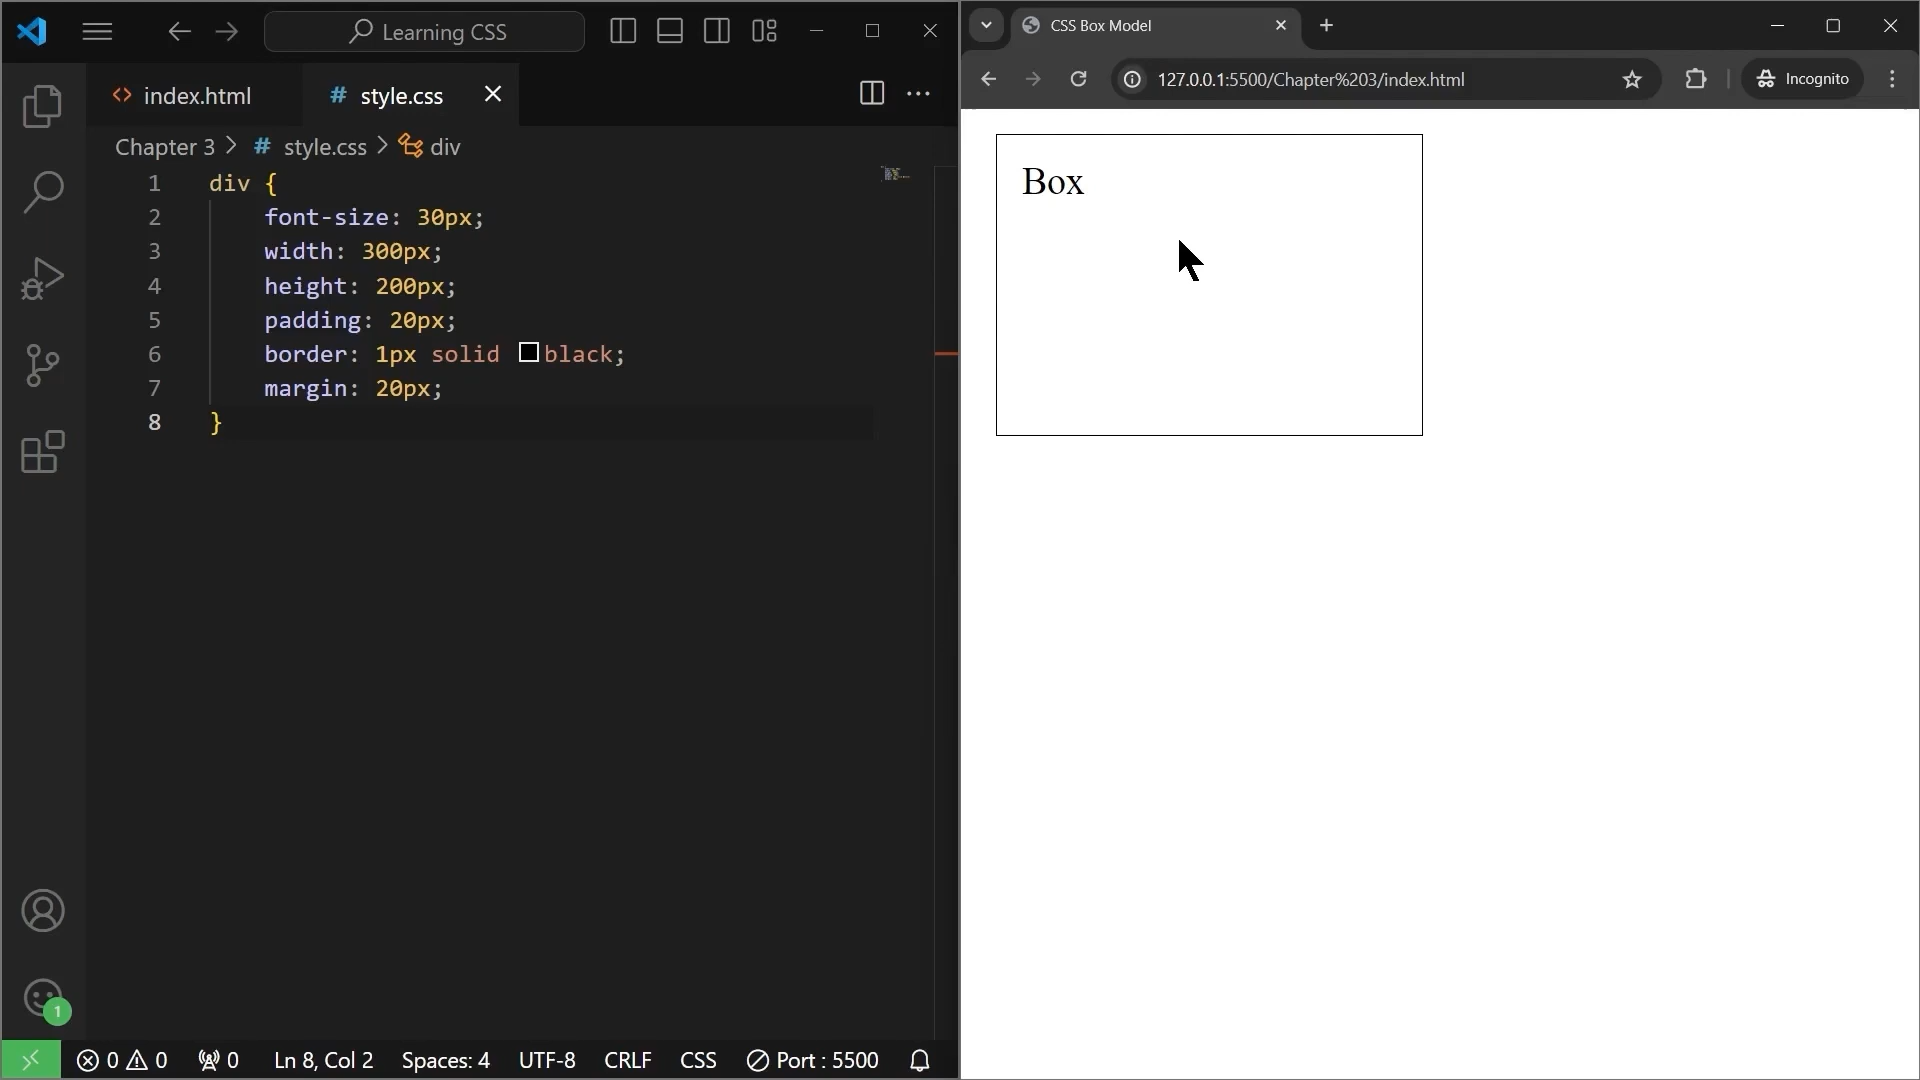 Learning CSS
index.html
style.css
Chapter 3 > # style.css > div
1 div {
2     font-size: 30px;
3     width: 300px;
4     height: 200px;
5     padding: 20px;
6     border: 1px solid black;
7     margin: 20px;
8 }
1
0 0 0 Ln 8, Col 2 Spaces: 4 UTF-8 CRLF CSS Port : 5500
CSS Box Model
127.0.0.1:5500/Chapter%203/index.html
Incognito
Box